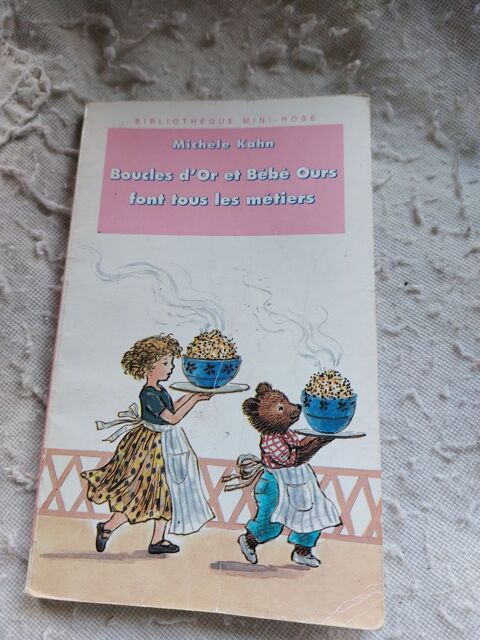 BIBLIOTHÈQUE MINI-ROSE
Michèle Kahn
Boucles d'Or et Bébé Ours
font tous les métiers